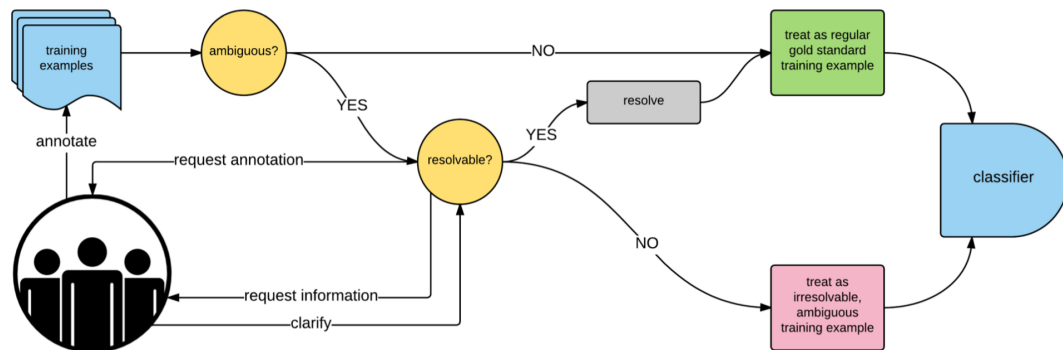 training
examples
ambiguous?
NO
treat as regular
gold standard
training example
resolve
YES
annotate
YES
request annotation
resolvable?
classifier
NO
request information
treat as
irresolvable,
ambiguous
training example
clarify